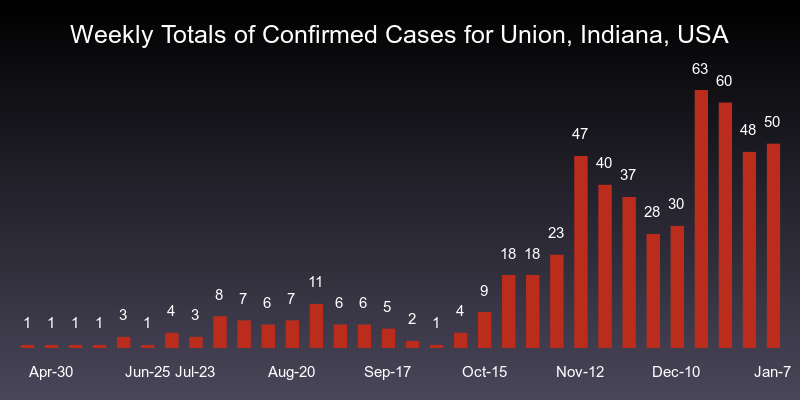 Weekly Totals of Confirmed Cases for Union, Indiana, USA
1 1 1 1 3 1 4 3 8 7 6 7 11 6 6 5 2 1 4 9 18 18 23 47 40 37 28 30 63 60 48 50
Apr-30 Jun-25 Jul-23 Aug-20 Sep-17 Oct-15 Nov-12 Dec-10 Jan-7